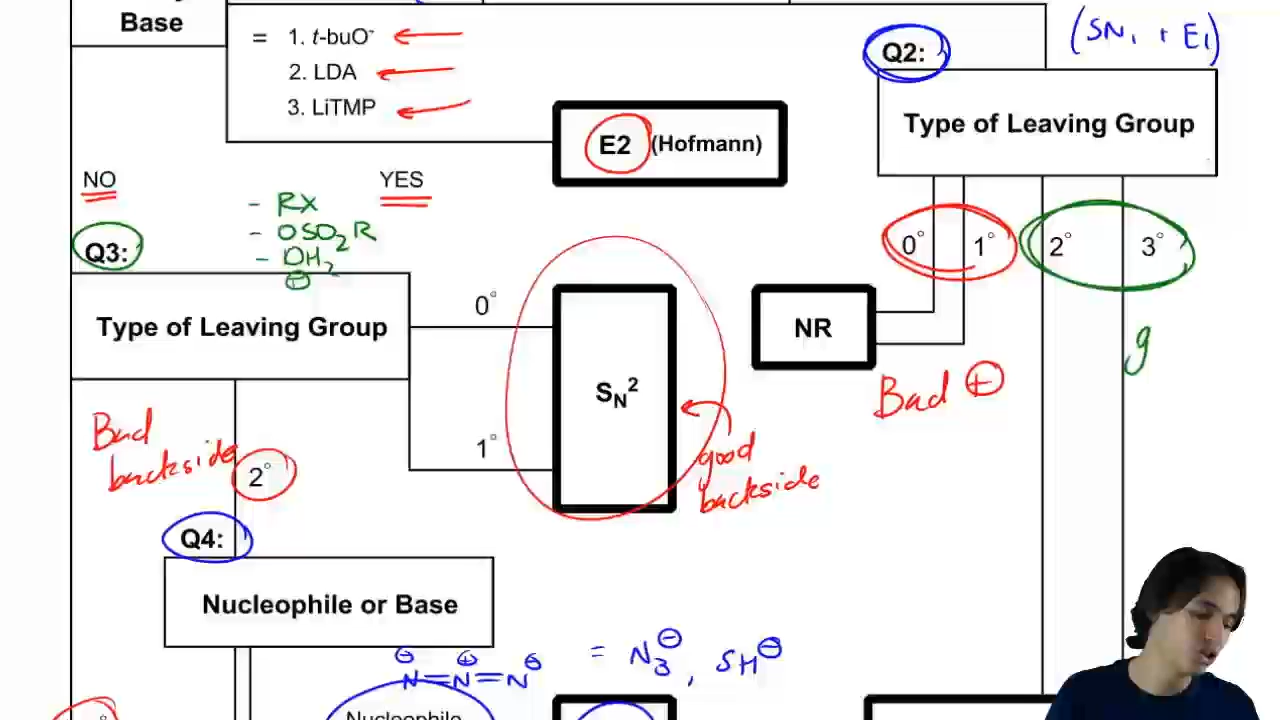 Base
= 1. t-buO⁻
2. LDA
3. LiTMP
E2 (Hofmann)
Q2:
(SN₁ + E₁)
Type of Leaving Group
0° 1° 2° 3°
NR
Bad ⊕
g
NO
YES
- RX
- OSO₂R
- OH₂
⊕
Q3:
Type of Leaving Group
0°
1°
SN²
good
backside
Bad
backside
2°
Q4:
Nucleophile or Base
⊖ ⊕ ⊖
N=N=N = N₃⊖, SH⊖
Nucleophile